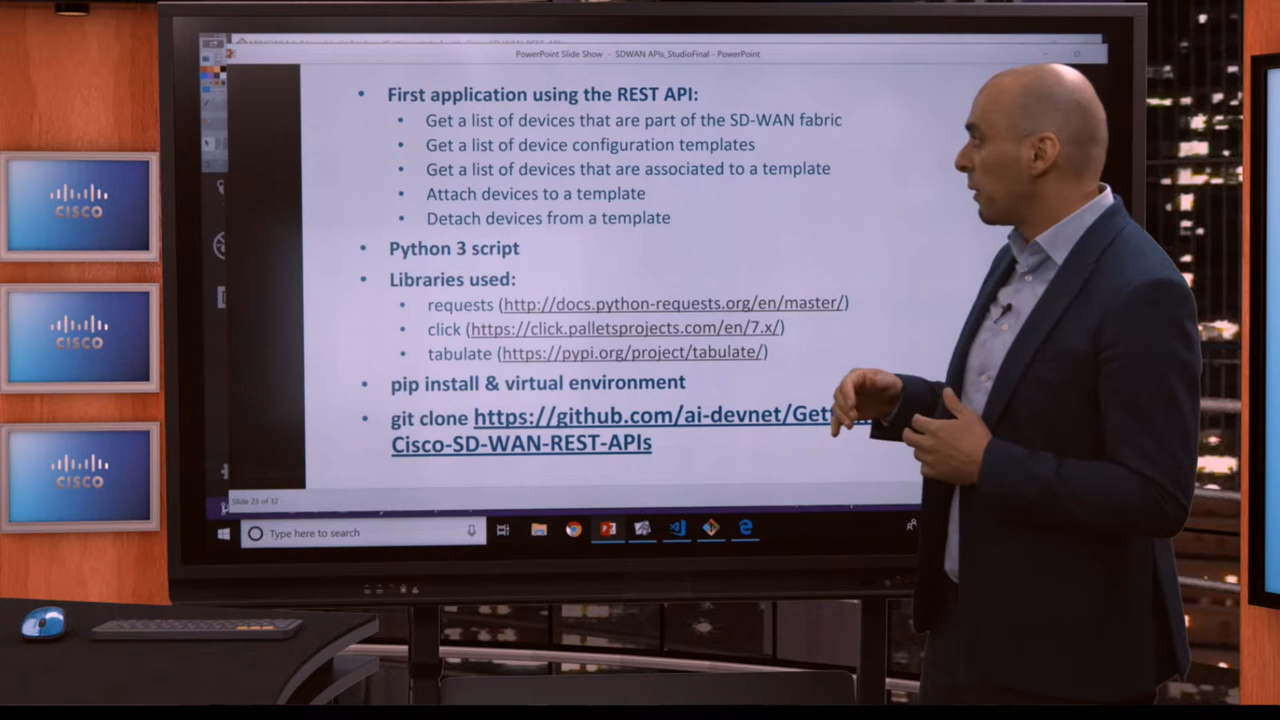 PowerPoint Slide Show - SDWAN APIs_StudioFinal - PowerPoint
• First application using the REST API:
• Get a list of devices that are part of the SD-WAN fabric
• Get a list of device configuration templates
• Get a list of devices that are associated to a template
• Attach devices to a template
• Detach devices from a template
• Python 3 script
• Libraries used:
• requests (http://docs.python-requests.org/en/master/)
• click (https://click.palletsprojects.com/en/7.x/)
• tabulate (https://pypi.org/project/tabulate/)
• pip install & virtual environment
• git clone https://github.com/ai-devnet/Gett
Cisco-SD-WAN-REST-APIs
Slide 23 of 32
Type here to search
CISCO
CISCO
CISCO